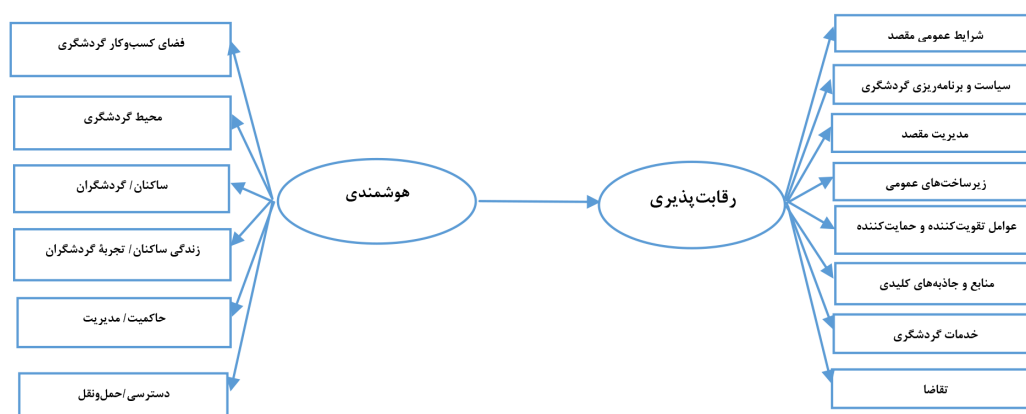 شرایط عمومی مقصد
فضای کسب‌وکار گردشگری
سیاست و برنامه‌ریزی گردشگری
محیط گردشگری
مدیریت مقصد
زیرساخت‌های عمومی
ساکنان/ گردشگران
هوشمندی
رقابت‌پذیری
عوامل تقویت‌کننده و حمایت‌کننده
زندگی ساکنان/ تجربۀ گردشگران
منابع و جاذبه‌های کلیدی
حاکمیت/ مدیریت
خدمات گردشگری
تقاضا
دسترسی/حمل‌ونقل